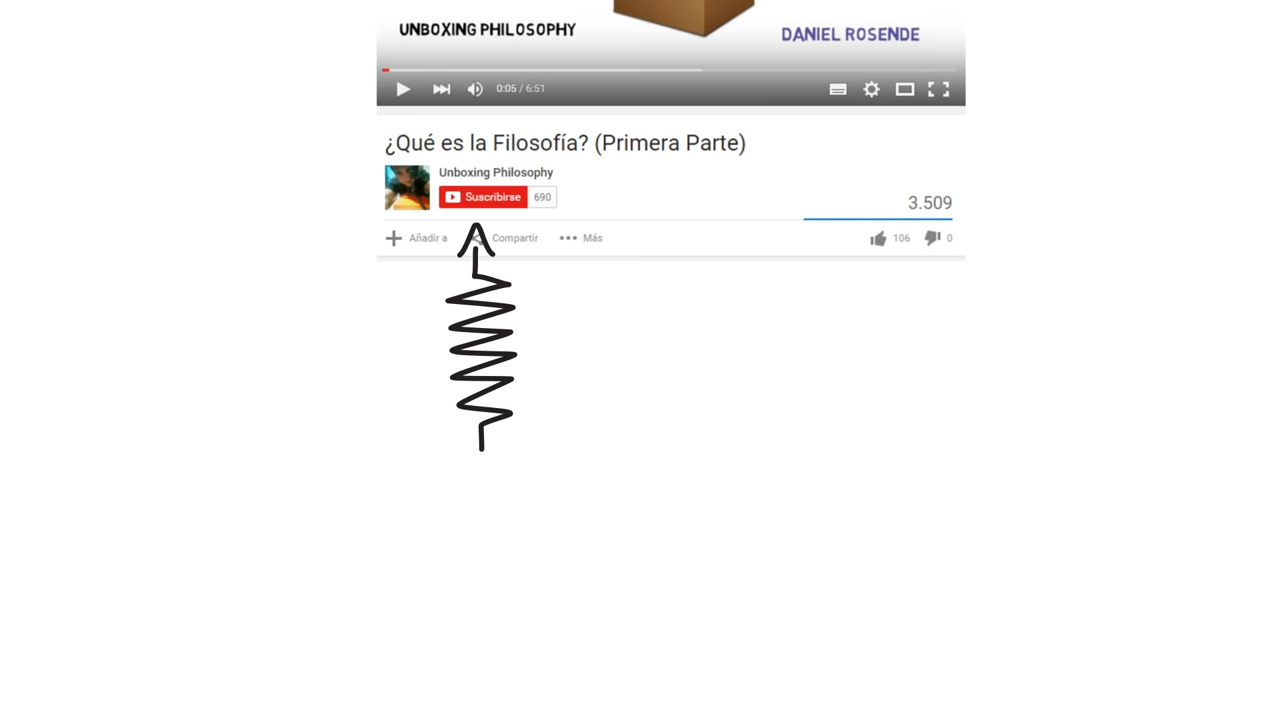 UNBOXING PHILOSOPHY
DANIEL ROSENDE
0:05 / 6:51
¿Qué es la Filosofía? (Primera Parte)
Unboxing Philosophy
Suscribirse 690
3.509
Añadir a Compartir Más 106 0